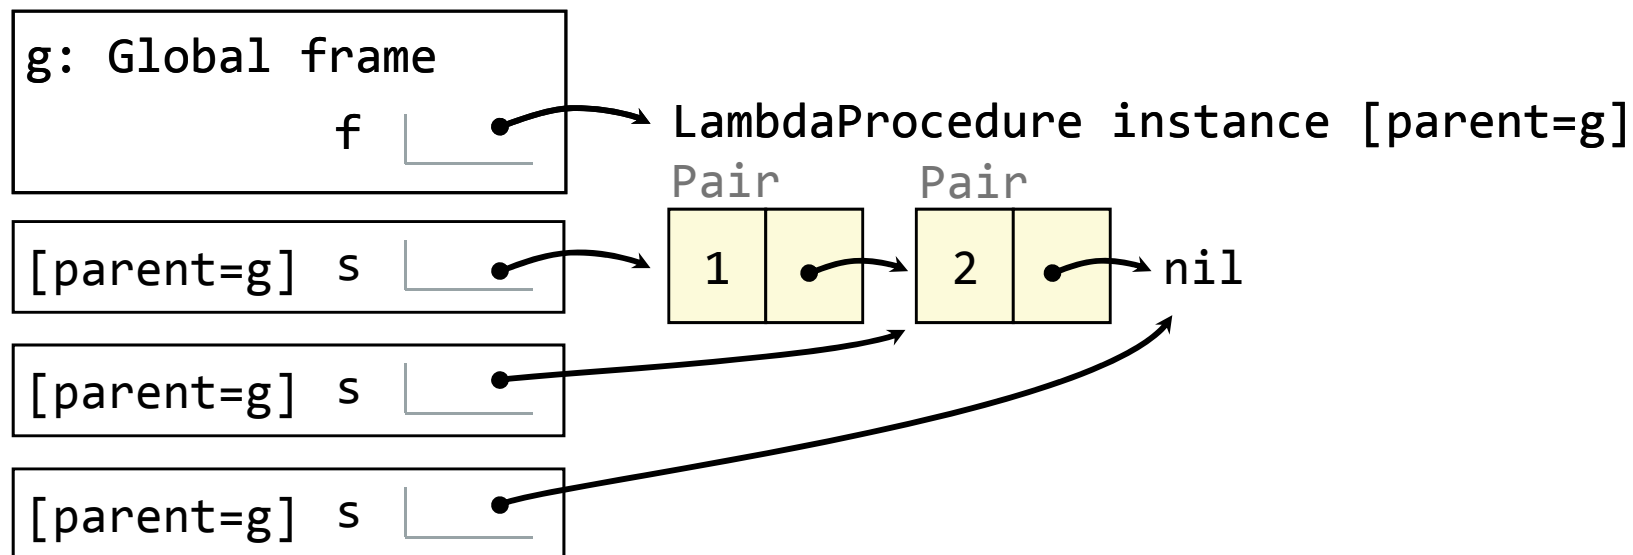 g: Global frame
f
LambdaProcedure instance [parent=g]
Pair Pair
[parent=g] s
1 2 nil
[parent=g] s
[parent=g] s